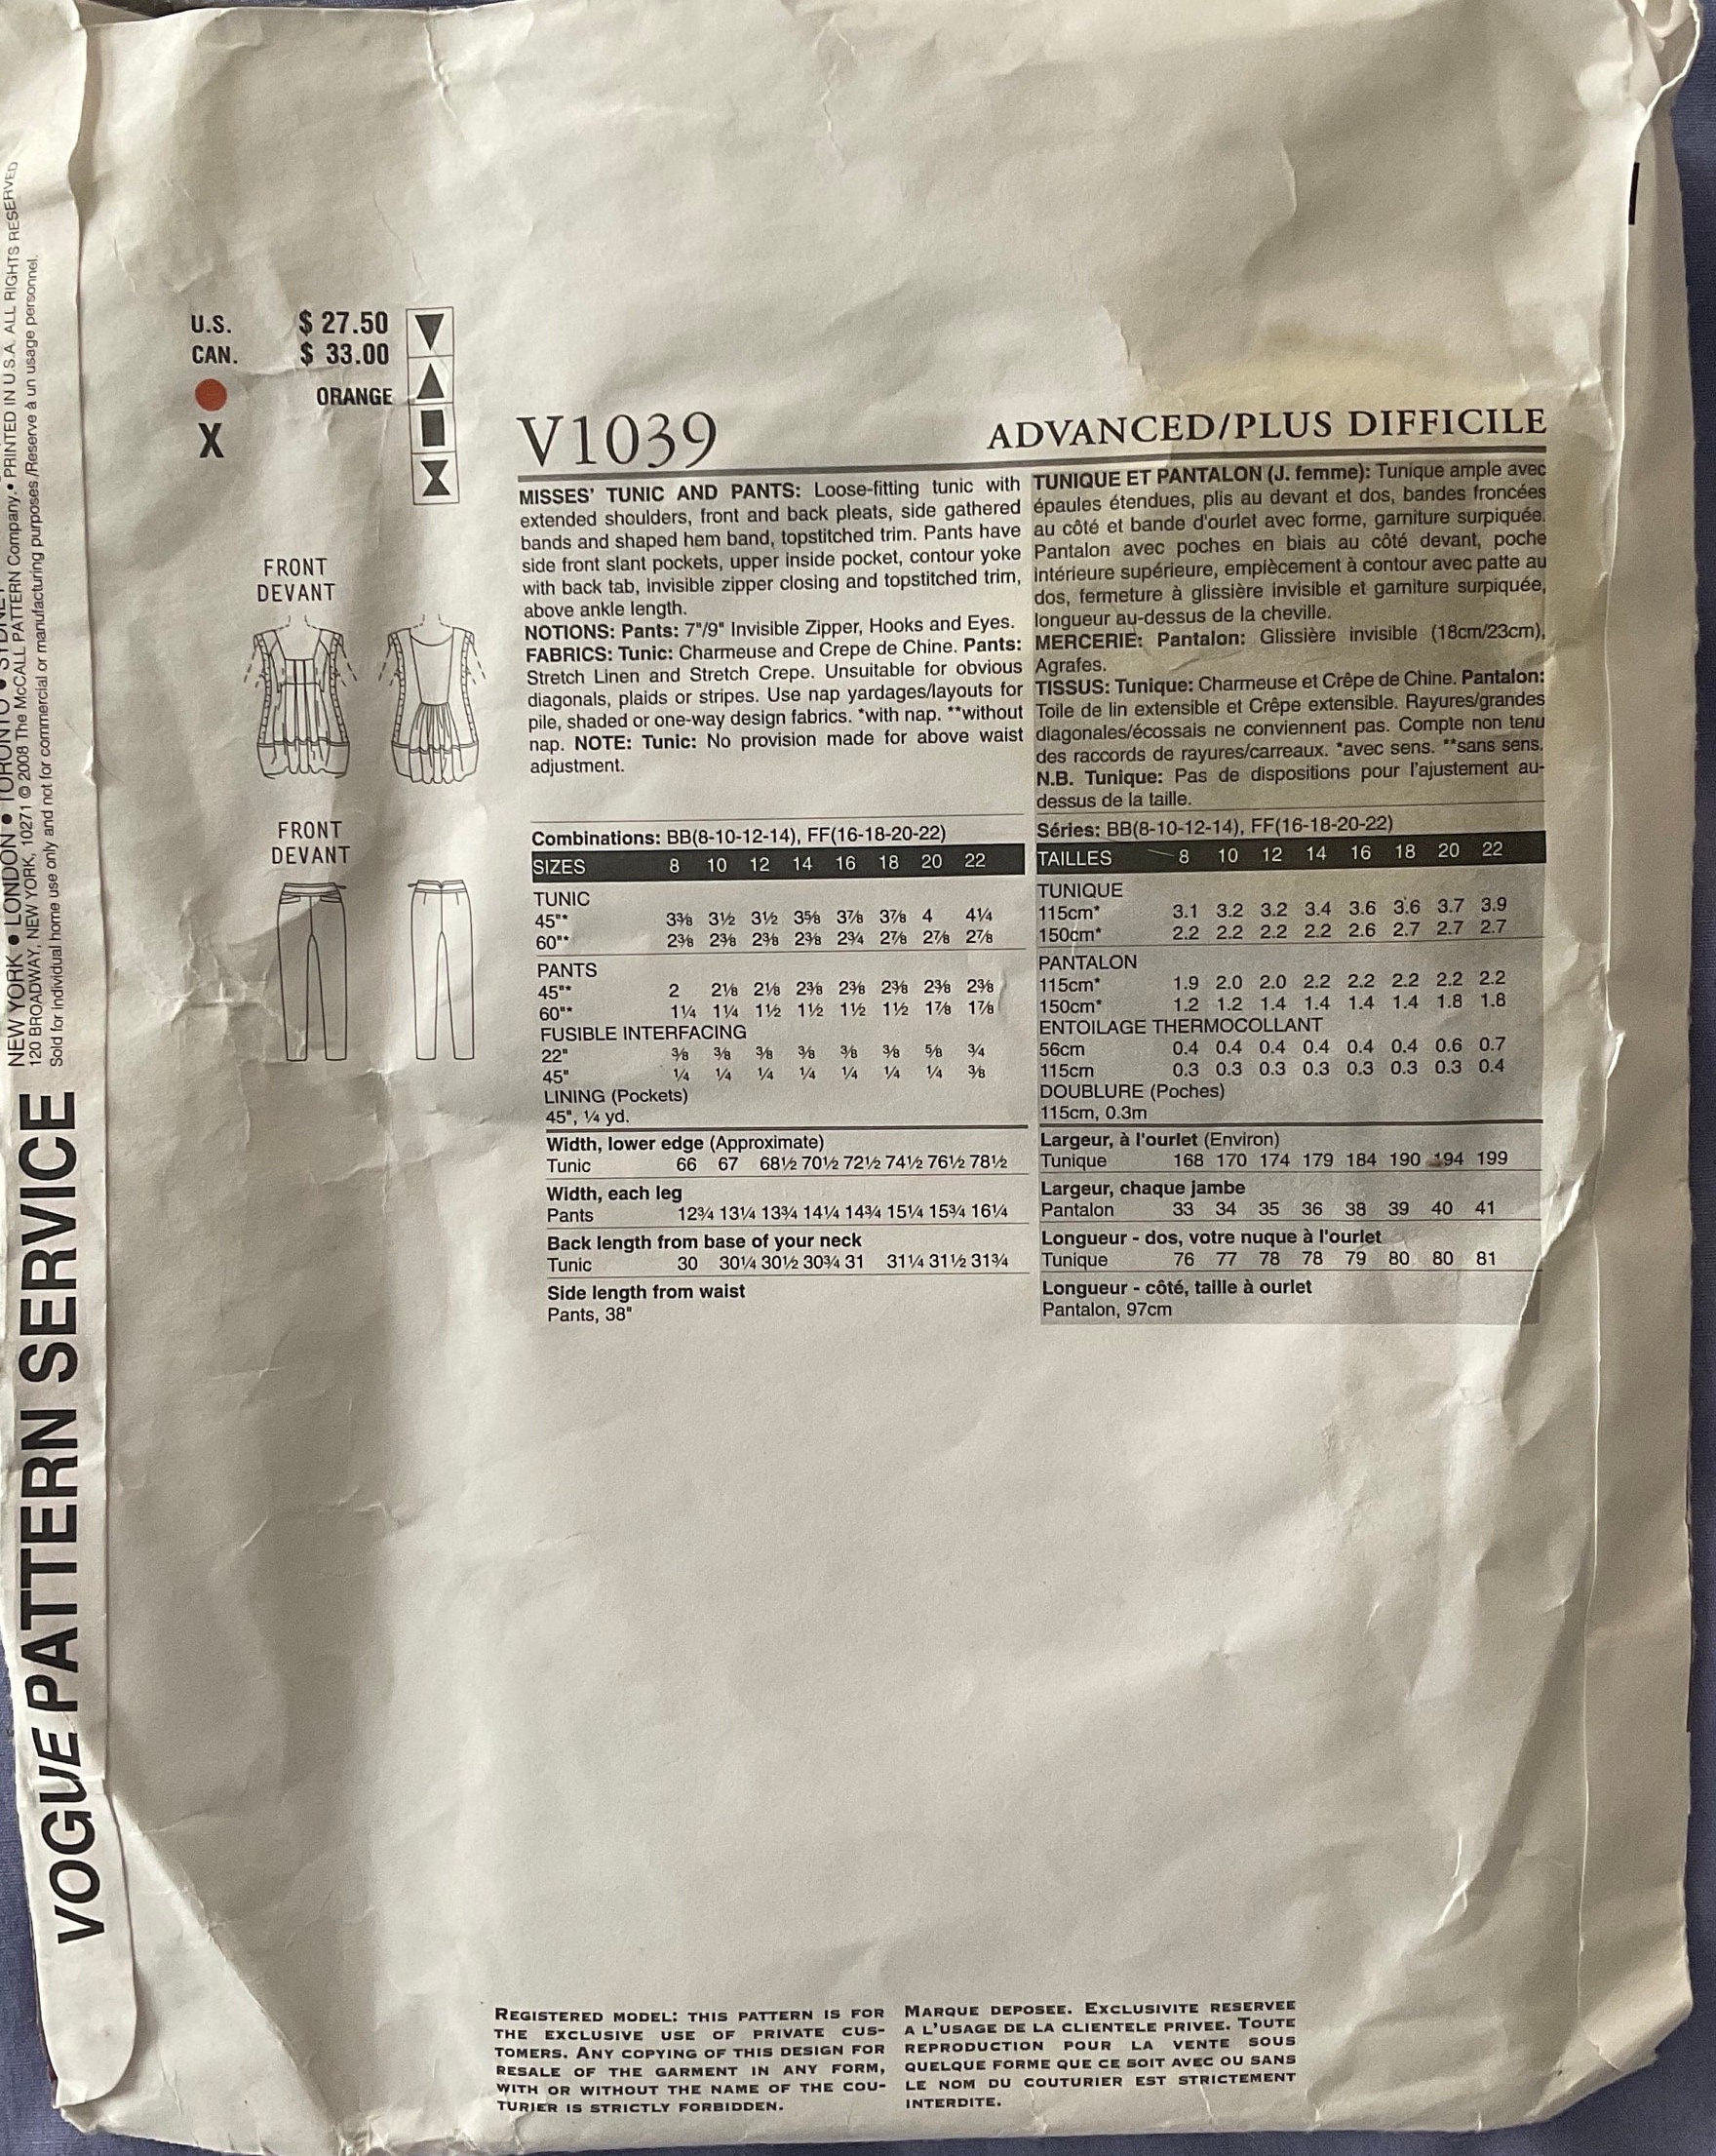 NEW YORK • LONDON • TORONTO •
120 BROADWAY, NEW YORK, NEW YORK, 10271 © 2008 The McCALL PATTERN Company. • PRINTED IN U.S.A. ALL RIGHTS RESERVED
Sold for individual home use only and not for commercial or manufacturing purposes /Reserve à un usage personnel.
VOGUE PATTERN SERVICE
U.S. $ 27.50
CAN. $ 33.00
ORANGE
X
FRONT
DEVANT
FRONT
DEVANT
V1039
ADVANCED/PLUS DIFFICILE
MISSES' TUNIC AND PANTS: Loose-fitting tunic with
extended shoulders, front and back pleats, side gathered
bands and shaped hem band, topstitched trim. Pants have
side front slant pockets, upper inside pocket, contour yoke
with back tab, invisible zipper closing and topstitched trim,
above ankle length.
NOTIONS: Pants: 7"/9" Invisible Zipper, Hooks and Eyes.
FABRICS: Tunic: Charmeuse and Crepe de Chine. Pants:
Stretch Linen and Stretch Crepe. Unsuitable for obvious
diagonals, plaids or stripes. Use nap yardages/layouts for
pile, shaded or one-way design fabrics. *with nap. **without
nap. NOTE: Tunic: No provision made for above waist
adjustment.
Combinations: BB(8-10-12-14), FF(16-18-20-22)
SIZES 8 10 12 14 16 18 20 22
TUNIC
45"* 3⅜ 3½ 3½ 3⅝ 3⅞ 3⅞ 4 4¼
60"* 2⅜ 2⅜ 2⅜ 2⅜ 2¾ 2⅞ 2⅞ 2⅞
PANTS
45"* 2 2⅛ 2⅛ 2⅜ 2⅜ 2⅜ 2⅜ 2⅜
60"* 1¼ 1¼ 1½ 1½ 1½ 1½ 1⅞ 1⅞
FUSIBLE INTERFACING
22" ⅜ ⅜ ⅜ ⅜ ⅜ ⅜ ⅝ ¾
45" ¼ ¼ ¼ ¼ ¼ ¼ ¼ ⅜
LINING (Pockets)
45", ¼ yd.
Width, lower edge (Approximate)
Tunic 66 67 68½ 70½ 72½ 74½ 76½ 78½
Width, each leg
Pants 12¾ 13¼ 13¾ 14¼ 14¾ 15¼ 15¾ 16¼
Back length from base of your neck
Tunic 30 30¼ 30½ 30¾ 31 31¼ 31½ 31¾
Side length from waist
Pants, 38"
TUNIQUE ET PANTALON (J. femme): Tunique ample avec
épaules étendues, plis au devant et dos, bandes froncées
au côté et bande d'ourlet avec forme, garniture surpiquée.
Pantalon avec poches en biais au côté devant, poche
intérieure supérieure, empiècement à contour avec patte au
dos, fermeture à glissière invisible et garniture surpiquée,
longueur au-dessus de la cheville.
MERCERIE: Pantalon: Glissière invisible (18cm/23cm),
Agrafes.
TISSUS: Tunique: Charmeuse et Crêpe de Chine. Pantalon:
Toile de lin extensible et Crêpe extensible. Rayures/grandes
diagonales/écossais ne conviennent pas. Compte non tenu
des raccords de rayures/carreaux. *avec sens. **sans sens.
N.B. Tunique: Pas de dispositions pour l'ajustement au-
dessus de la taille.
Séries: BB(8-10-12-14), FF(16-18-20-22)
TAILLES 8 10 12 14 16 18 20 22
TUNIQUE
115cm* 3.1 3.2 3.2 3.4 3.6 3.6 3.7 3.9
150cm* 2.2 2.2 2.2 2.2 2.6 2.7 2.7 2.7
PANTALON
115cm* 1.9 2.0 2.0 2.2 2.2 2.2 2.2 2.2
150cm* 1.2 1.2 1.4 1.4 1.4 1.4 1.8 1.8
ENTOILAGE THERMOCOLLANT
56cm 0.4 0.4 0.4 0.4 0.4 0.4 0.6 0.7
115cm 0.3 0.3 0.3 0.3 0.3 0.3 0.3 0.4
DOUBLURE (Poches)
115cm, 0.3m
Largeur, à l'ourlet (Environ)
Tunique 168 170 174 179 184 190 194 199
Largeur, chaque jambe
Pantalon 33 34 35 36 38 39 40 41
Longueur - dos, votre nuque à l'ourlet
Tunique 76 77 78 78 79 80 80 81
Longueur - côté, taille à ourlet
Pantalon, 97cm
REGISTERED MODEL: THIS PATTERN IS FOR
THE EXCLUSIVE USE OF PRIVATE CUS-
TOMERS. ANY COPYING OF THIS DESIGN FOR
RESALE OF THE GARMENT IN ANY FORM,
WITH OR WITHOUT THE NAME OF THE COU-
TURIER IS STRICTLY FORBIDDEN.
MARQUE DEPOSEE. EXCLUSIVITE RESERVEE
A L'USAGE DE LA CLIENTELE PRIVEE. TOUTE
REPRODUCTION POUR LA VENTE SOUS
QUELQUE FORME QUE CE SOIT AVEC OU SANS
LE NOM DU COUTURIER EST STRICTEMENT
INTERDITE.